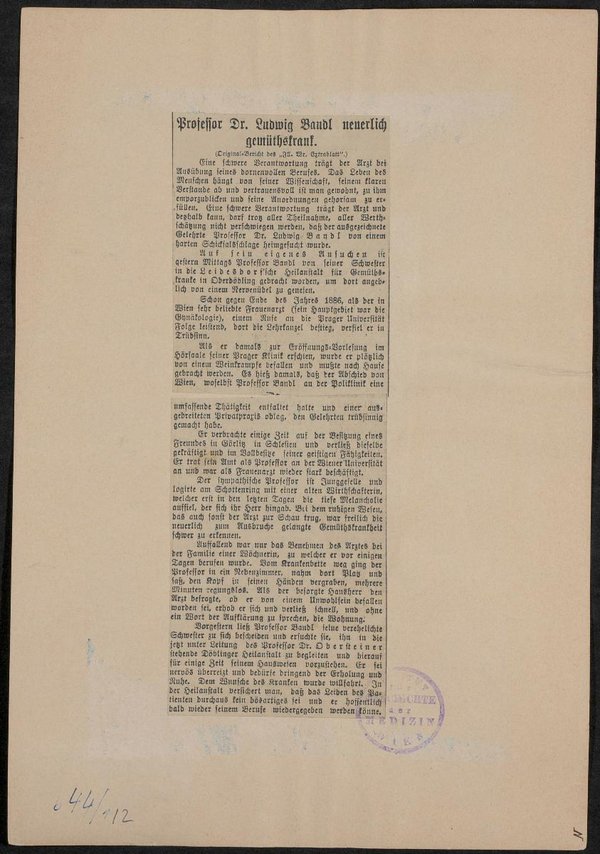 Professor Dr. Ludwig Bandl neuerlich
gemüthskrank.
(Original-Bericht des „Ill. Wr. Extrablatt“.)
Eine schwere Verantwortung trägt der Arzt bei
Ausübung seines dornenvollen Berufes. Das Leben des
Menschen hängt von seiner Wissenschaft, seinem klaren
Verstande ab und vertrauensvoll ist man gewohnt, zu ihm
emporzublicken und seine Anordnungen gehorsam zu er-
füllen. Eine schwere Verantwortung trägt der Arzt und
deshalb kann, darf trotz aller Theilnahme, aller Werth-
schätzung nicht verschwiegen werden, daß der ausgezeichnete
Gelehrte Professor Dr. Ludwig Bandl von einem
harten Schicksalschlage heimgesucht wurde.
Auf sein eigenes Ansuchen ist
gestern Mittags Professor Bandl von seiner Schwester
in die Leidesdorf'sche Heilanstalt für Gemüths-
kranke in Oberdöbling gebracht worden, um dort angeb-
lich von einem Nervenübel zu genesen.
Schon gegen Ende des Jahres 1886, als der in
Wien sehr beliebte Frauenarzt (sein Hauptgebiet war die
Gynäkologie), einem Rufe an die Prager Universität
Folge leistend, dort die Lehrkanzel bestieg, verfiel er in
Trübsinn.
Als er damals zur Eröffnungs-Vorlesung im
Hörsaale seiner Prager Klinik erschien, wurde er plötzlich
von einem Weinkrampfe befallen und mußte nach Hause
gebracht werden. Es hieß damals, daß der Abschied von
Wien, woselbst Professor Bandl an der Poliklinik eine
umfassende Thätigkeit entfaltet hatte und einer aus-
gebreiteten Privatpraxis oblag, den Gelehrten trübsinnig
gemacht habe.
Er verbrachte einige Zeit auf der Besitzung eines
Freundes in Görlitz in Schlesien und verließ dieselbe
gekräftigt und im Vollbesitze seiner geistigen Fähigkeiten.
Er trat sein Amt als Professor an der Wiener Universität
an und war als Frauenarzt wieder stark beschäftigt.
Der sympathische Professor ist Junggeselle und
logirte am Schottenring mit einer alten Wirthschafterin,
welcher erst in den letzten Tagen die tiefe Melancholie
auffiel, der sich ihr Herr hingab. Bei dem ruhigen Wesen,
das auch sonst der Arzt zur Schau trug, war freilich die
neuerlich zum Ausbruche gelangte Gemüthskrankheit
schwer zu erkennen.
Auffallend war nur das Benehmen des Arztes bei
der Familie einer Wöchnerin, zu welcher er vor einigen
Tagen berufen wurde. Vom Krankenbette weg ging der
Professor in ein Nebenzimmer, nahm dort Platz und
saß, den Kopf in seinen Händen vergraben, mehrere
Minuten regungslos. Als der besorgte Hausherr den
Arzt befragte, ob er von einem Unwohlsein befallen
worden sei, erhob er sich und verließ schnell, und ohne
ein Wort der Aufklärung zu sprechen, die Wohnung.
Vorgestern ließ Professor Bandl seine verehelichte
Schwester zu sich bescheiden und ersuchte sie, ihn in die
jetzt unter Leitung des Professor Dr. Obersteiner
stehende Döblinger Heilanstalt zu begleiten und hierauf
für einige Zeit seinem Hauswesen vorzustehen. Er sei
nervös überreizt und bedürfe dringend der Erholung und
Ruhe. Dem Wunsche des Kranken wurde willfahrt. In
der Heilanstalt versichert man, daß das Leiden des Pa-
tienten durchaus kein bösartiges sei und er hoffentlich
bald wieder seinem Berufe wiedergegeben werden könne.
GESCHICHTE
der
MEDIZIN
WIEN
N